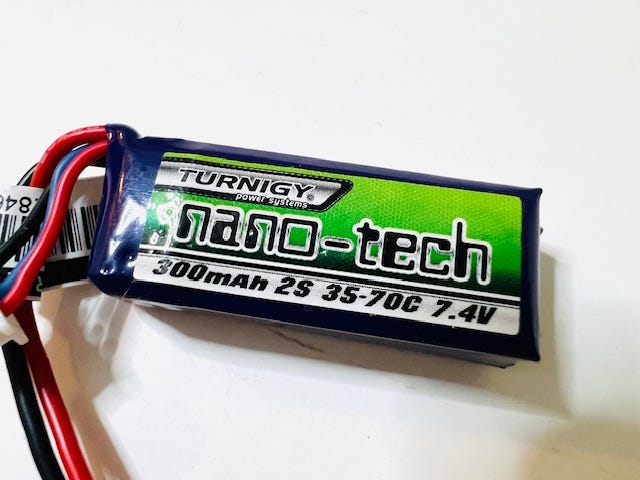 TURNIGY®
power systems
nano-tech
300mAh 2S 35-70C 7.4V